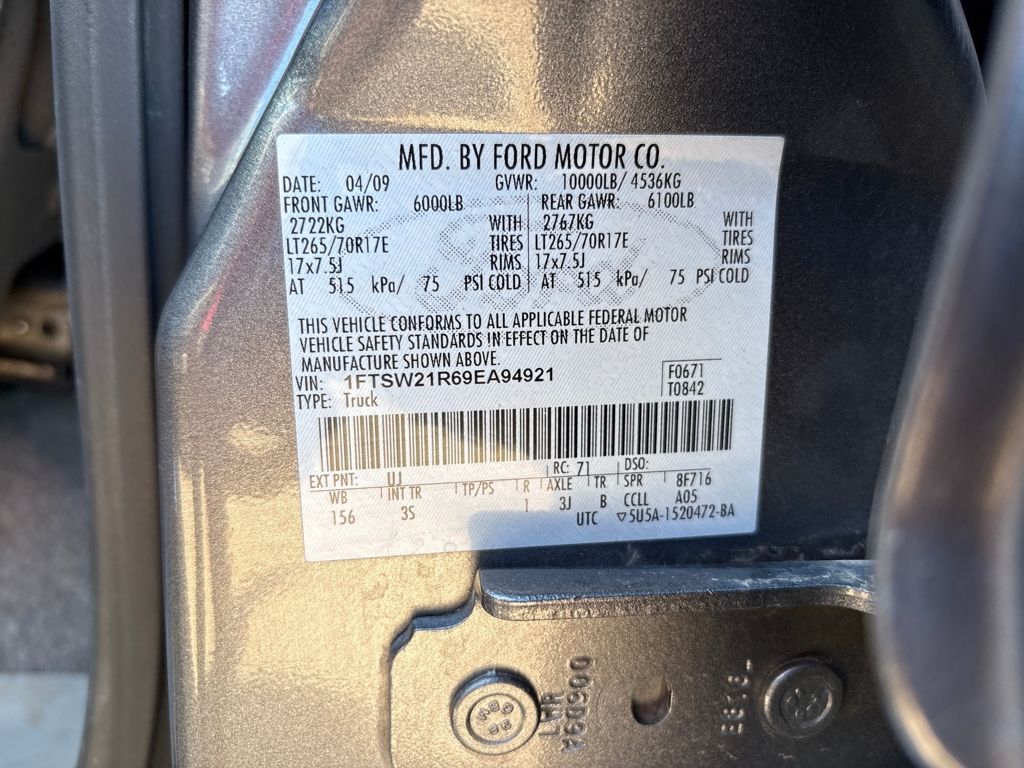 MFD. BY FORD MOTOR CO.
DATE: 04/09 GVWR: 10000LB/ 4536KG
FRONT GAWR: 6000LB REAR GAWR: 6100LB
2722KG WITH 2767KG WITH
LT265/70R17E TIRES LT265/70R17E TIRES
17x7.5J RIMS 17x7.5J RIMS
AT 515 kPa/ 75 PSI COLD AT 515 kPa/ 75 PSI COLD
THIS VEHICLE CONFORMS TO ALL APPLICABLE FEDERAL MOTOR
VEHICLE SAFETY STANDARDS IN EFFECT ON THE DATE OF
MANUFACTURE SHOWN ABOVE.
VIN: 1FTSW21R69EA94921 F0671
TYPE: Truck T0842
EXT PNT: UJ RC: 71 DSO:
WB INT TR TP/PS R AXLE TR SPR 8F716
156 3S 1 3J B CCLL A05
UTC ▽5U5A-1520472-BA
LWR